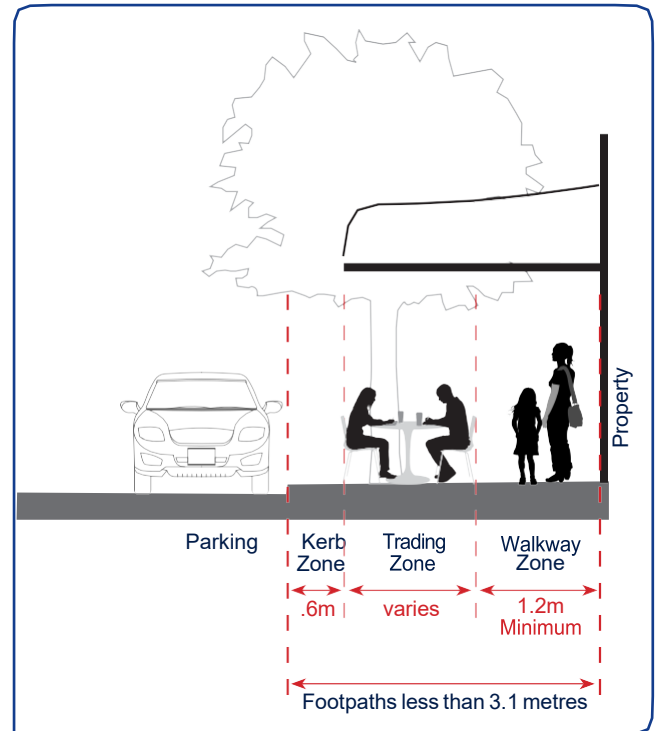 Property
Parking
Kerb
Zone
Trading
Zone
Walkway
Zone
.6m
varies
1.2m
Minimum
Footpaths less than 3.1 metres